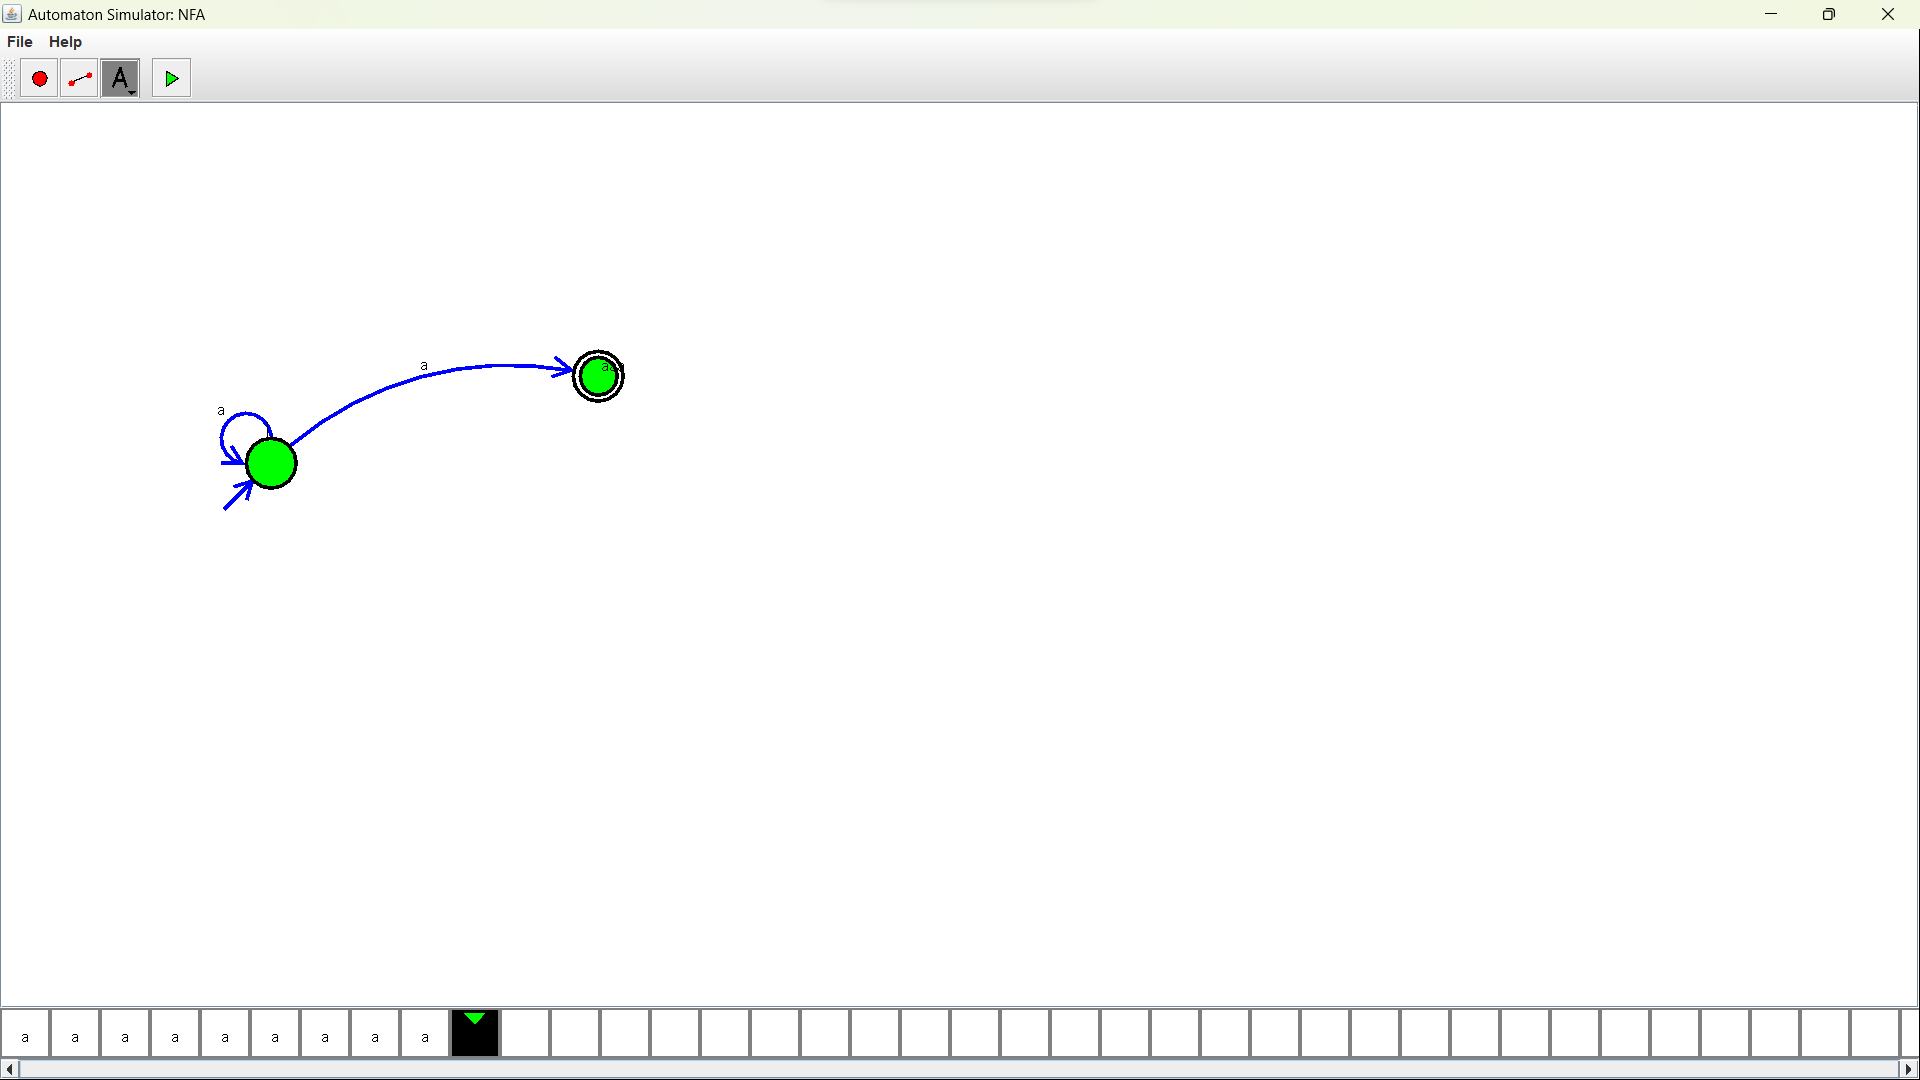 Automaton Simulator: NFA
File Help
A
a
a
a a a a a a a a a